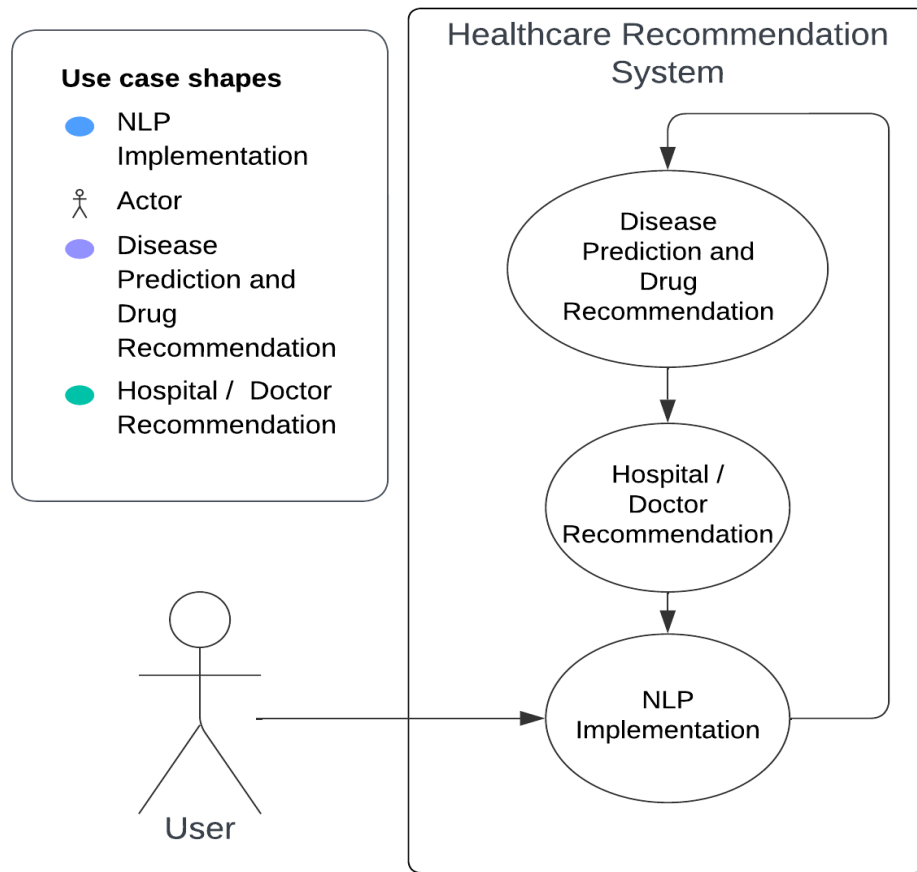 Use case shapes
NLP
Implementation
Actor
Disease
Prediction and
Drug
Recommendation
Hospital / Doctor
Recommendation
Healthcare Recommendation
System
Disease
Prediction and
Drug
Recommendation
Hospital /
Doctor
Recommendation
NLP
Implementation
User